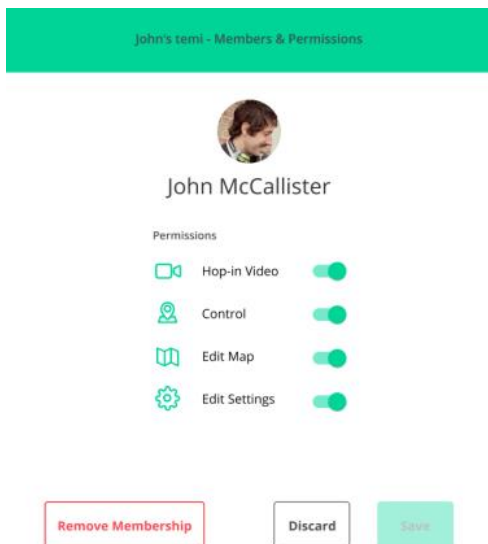 John's temi - Members & Permissions
John McCallister
Permissions
Hop-in Video
Control
Edit Map
Edit Settings
Remove Membership
Discard
Save